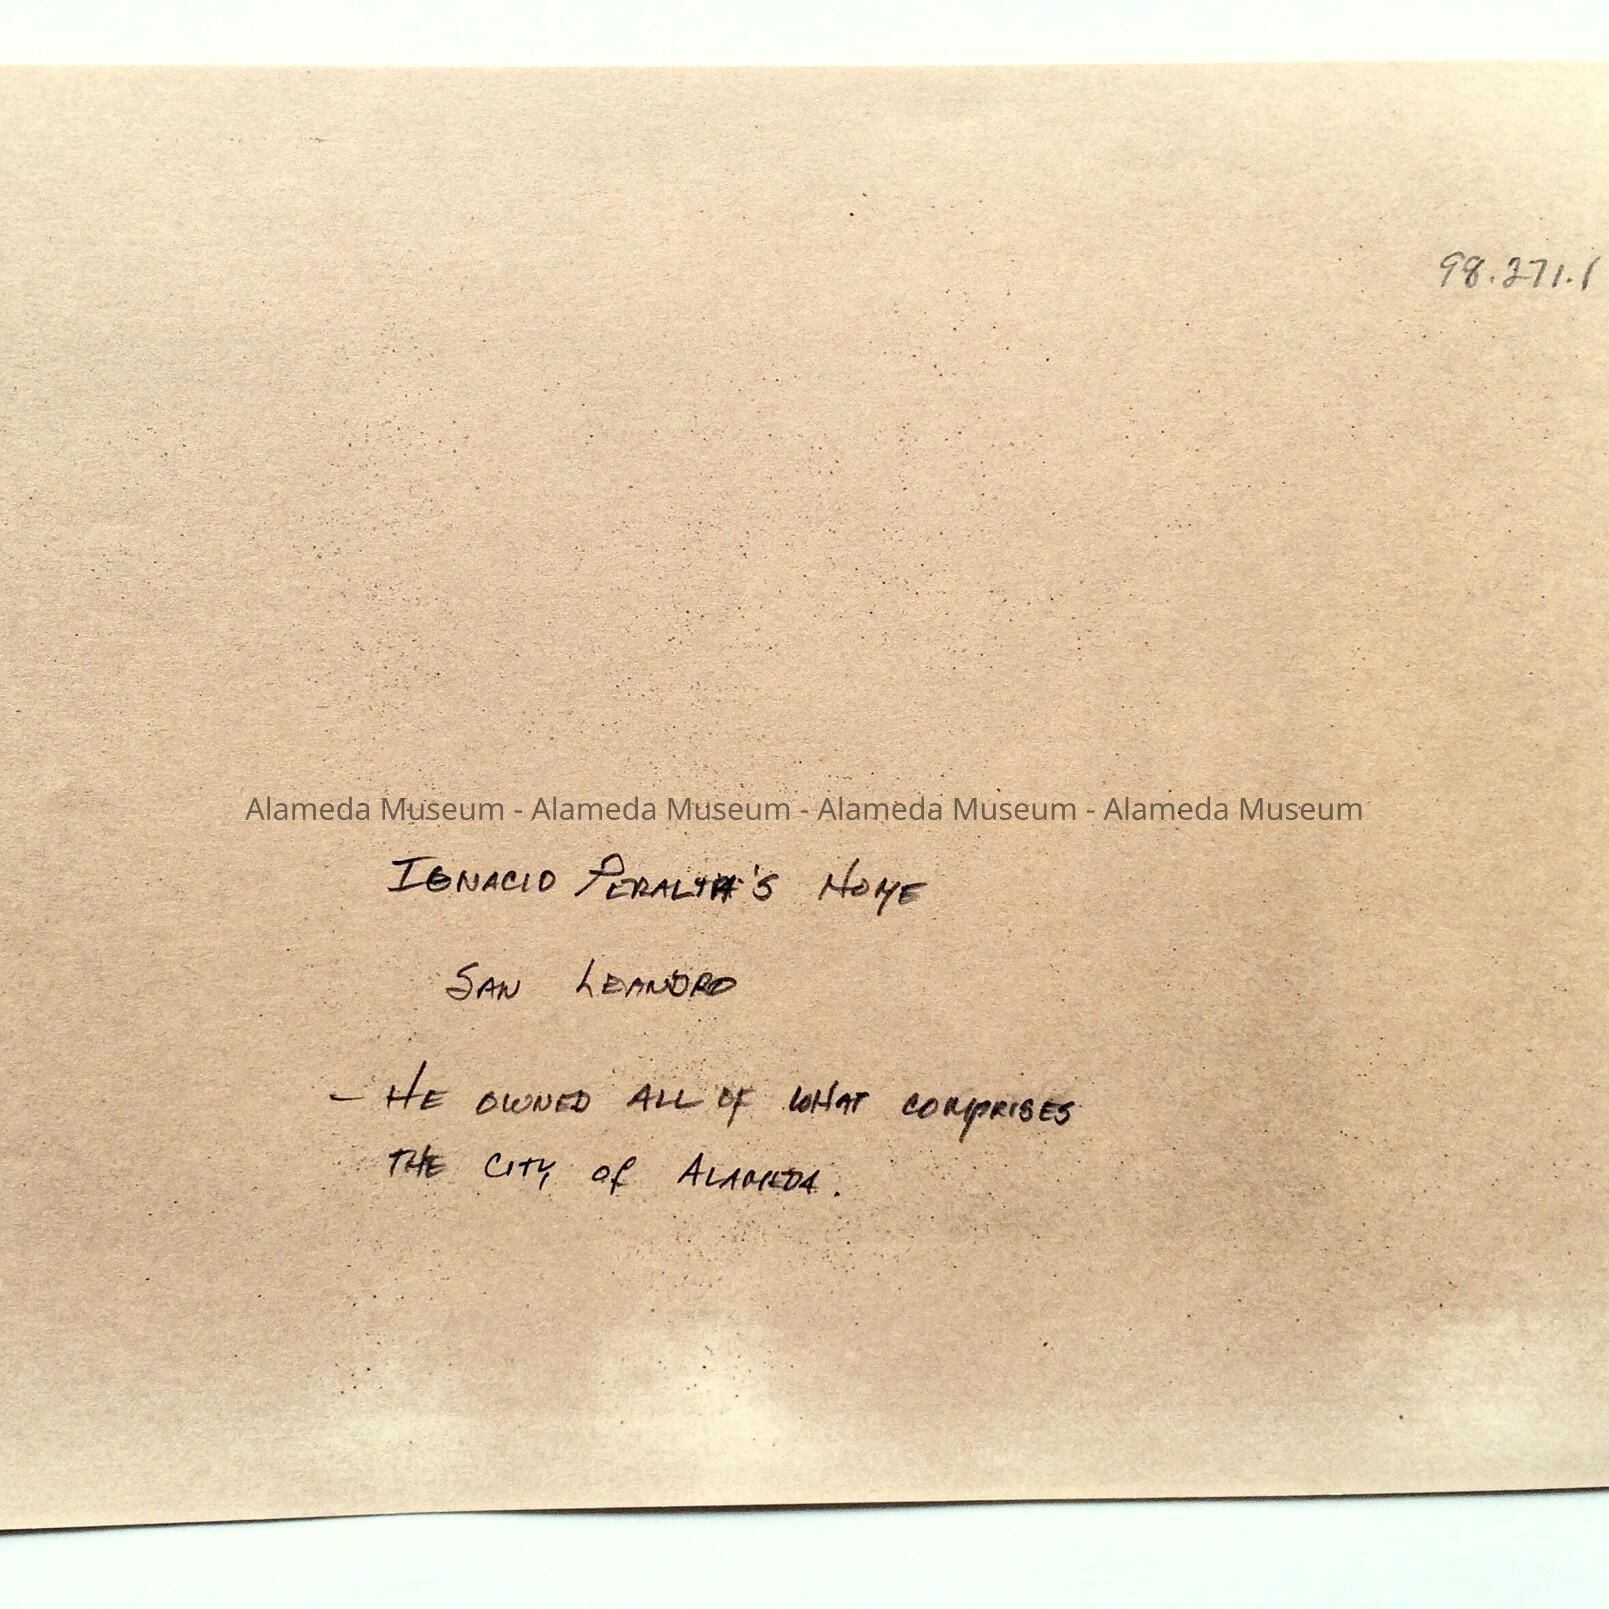 98.271.1
Alameda Museum - Alameda Museum - Alameda Museum - Alameda Museum
IGNACIO PERALTA'S HOME
SAN LEANDRO
- HE OWNED ALL OF WHAT COMPRISES
THE CITY of ALAMEDA.